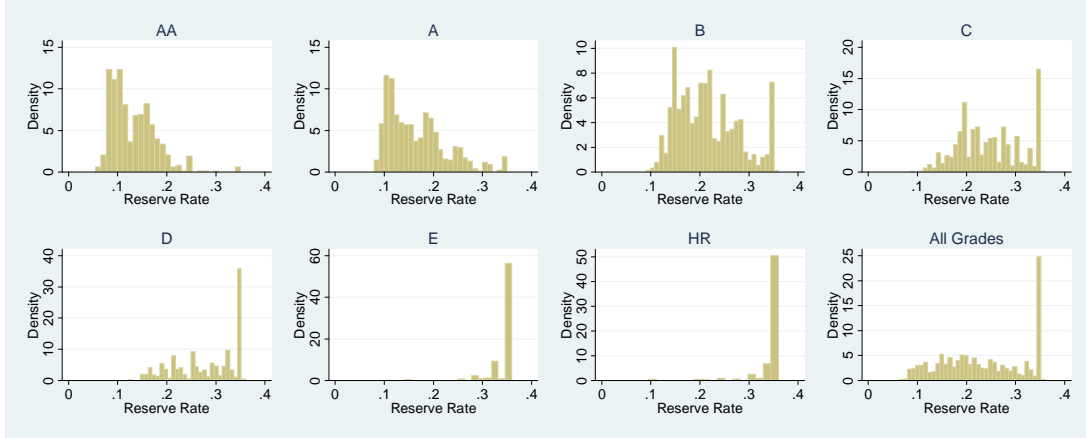 AA
Density
0 5 10 15
0 .1 .2 .3 .4
Reserve Rate
A
Density
0 5 10 15
0 .1 .2 .3 .4
Reserve Rate
B
Density
0 2 4 6 8 10
0 .1 .2 .3 .4
Reserve Rate
C
Density
0 5 10 15 20
0 .1 .2 .3 .4
Reserve Rate
D
Density
0 10 20 30 40
0 .1 .2 .3 .4
Reserve Rate
E
Density
0 20 40 60
0 .1 .2 .3 .4
Reserve Rate
HR
Density
0 10 20 30 40 50
0 .1 .2 .3 .4
Reserve Rate
All Grades
Density
0 5 10 15 20 25
0 .1 .2 .3 .4
Reserve Rate